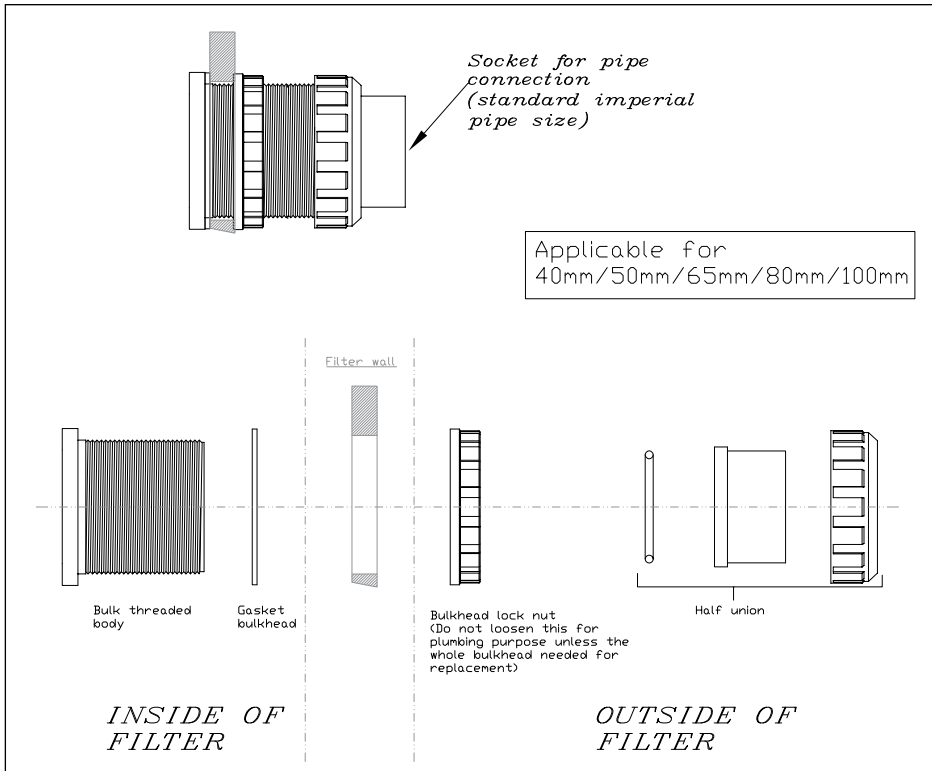 Socket for pipe
connection
(standard imperial
pipe size)
Applicable for
40mm/50mm/65mm/80mm/100mm
Filter wall
Bulk threaded
body
Gasket
bulkhead
Bulkhead lock nut
(Do not loosen this for
plumbing purpose unless the
whole bulkhead needed for
replacement)
Half union
INSIDE OF
FILTER
OUTSIDE OF
FILTER